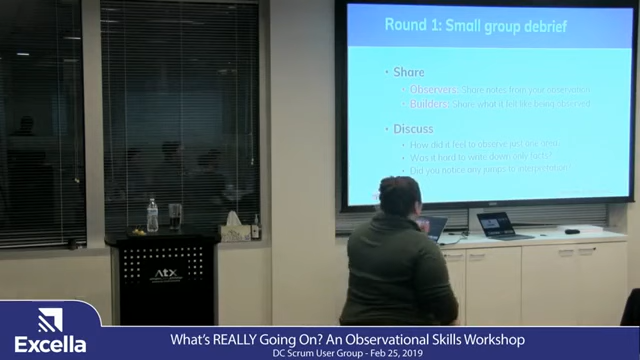 Round 1: Small group debrief
• Share
• Observers: Share notes from your observation
• Builders: Share what it felt like being observed
• Discuss
• How did it feel to observe just one area
• Was it hard to write down only facts?
• Did you notice any jumps to interpretation?
ATX
Excella
What's REALLY Going On? An Observational Skills Workshop
DC Scrum User Group - Feb 25, 2019